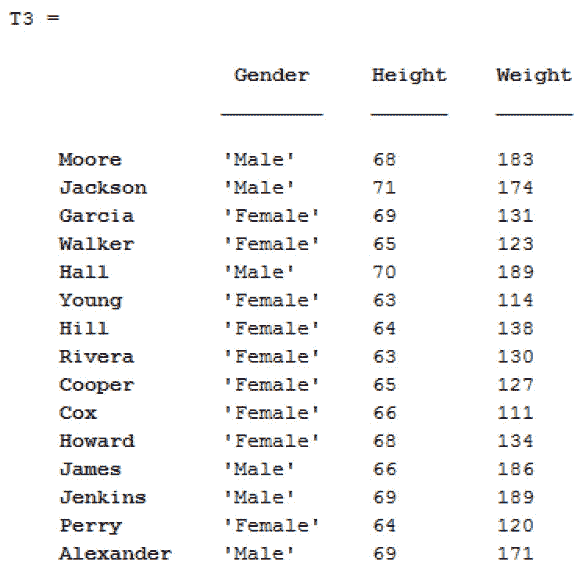 T3 =
Gender Height Weight
Moore 'Male' 68 183
Jackson 'Male' 71 174
Garcia 'Female' 69 131
Walker 'Female' 65 123
Hall 'Male' 70 189
Young 'Female' 63 114
Hill 'Female' 64 138
Rivera 'Female' 63 130
Cooper 'Female' 65 127
Cox 'Female' 66 111
Howard 'Female' 68 134
James 'Male' 66 186
Jenkins 'Male' 69 189
Perry 'Female' 64 120
Alexander 'Male' 69 171